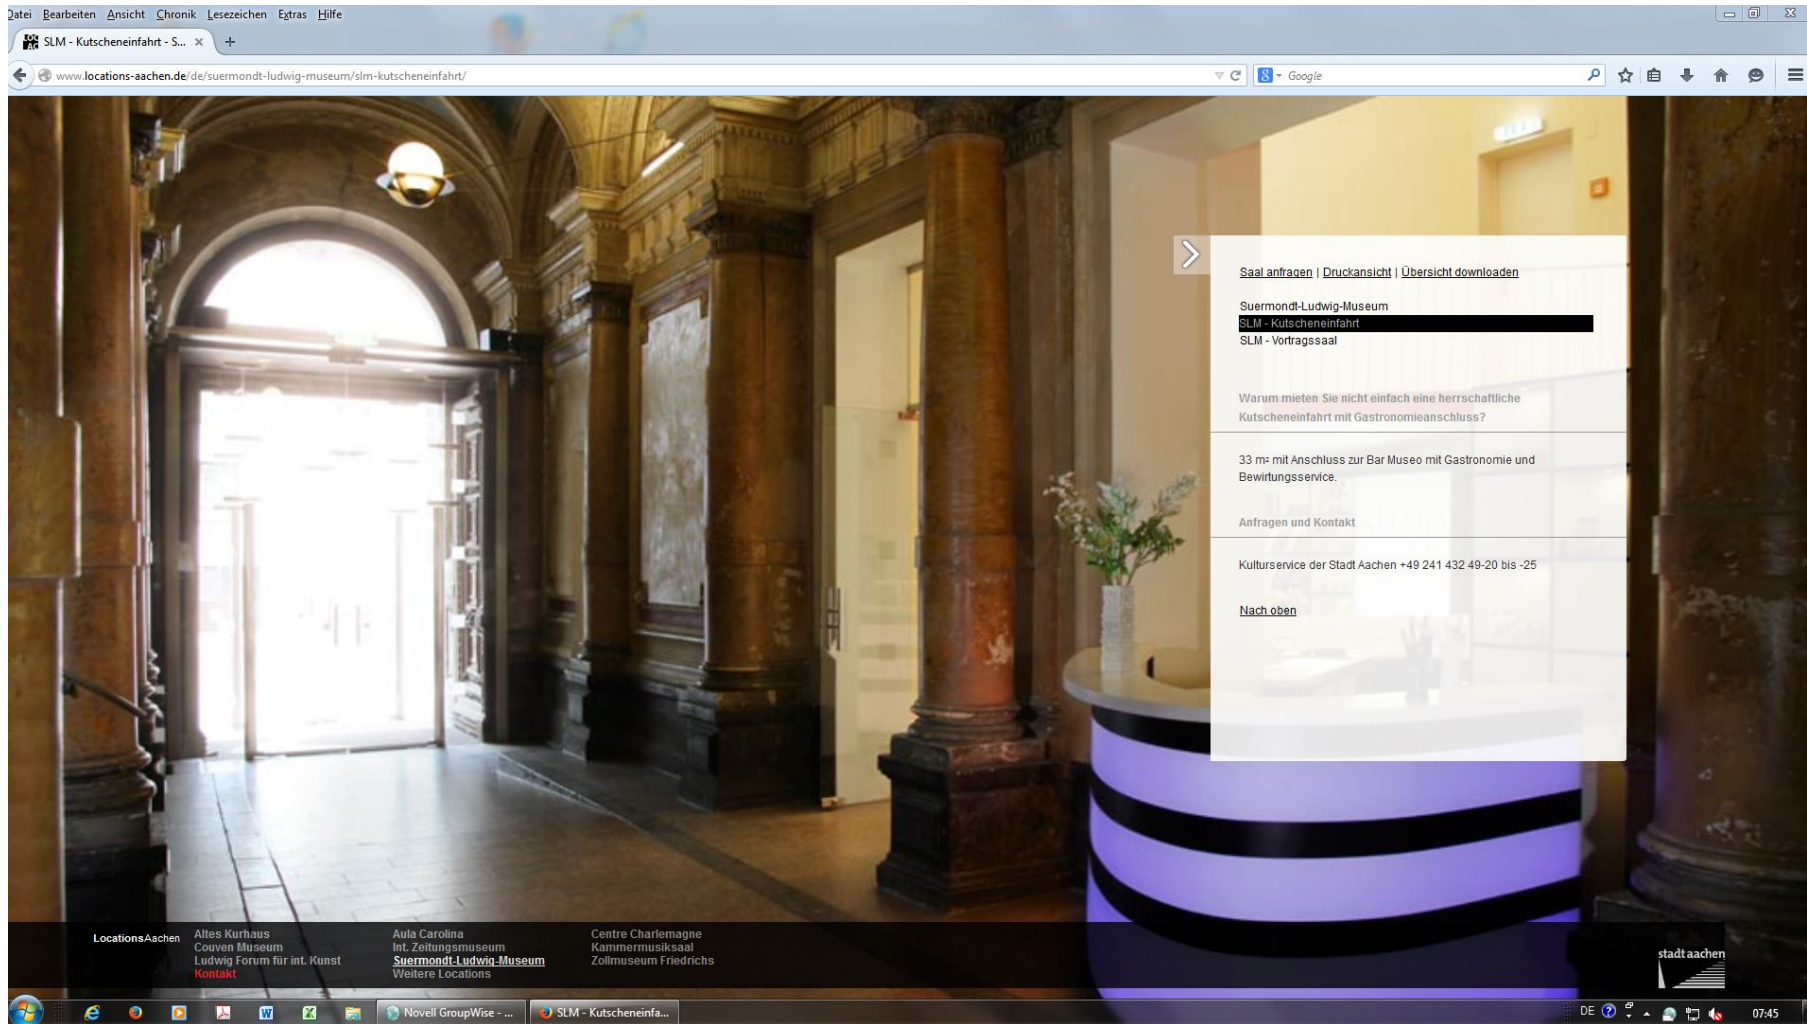 Datei Bearbeiten Ansicht Chronik Lesezeichen Extras Hilfe
SLM - Kutscheneinfahrt - S...
www.locations-aachen.de/de/suermondt-ludwig-museum/slm-kutscheneinfahrt/
Google
Saal anfragen | Druckansicht | Übersicht downloaden
Suermondt-Ludwig-Museum
SLM - Kutscheneinfahrt
SLM - Vortragssaal
Warum mieten Sie nicht einfach eine herrschaftliche
Kutscheneinfahrt mit Gastronomieanschluss?
33 m² mit Anschluss zur Bar Museo mit Gastronomie und
Bewirtungsservice.
Anfragen und Kontakt
Kulturservice der Stadt Aachen +49 241 432 49-20 bis -25
Nach oben
LocationsAachen
Altes Kurhaus
Couven Museum
Ludwig Forum für int. Kunst
Kontakt
Aula Carolina
Int. Zeitungsmuseum
Suermondt-Ludwig-Museum
Weitere Locations
Centre Charlemagne
Kammermusiksaal
Zollmuseum Friedrichs
stadt aachen
Novell GroupWise - ...
SLM - Kutscheneinfa...
DE
07:45